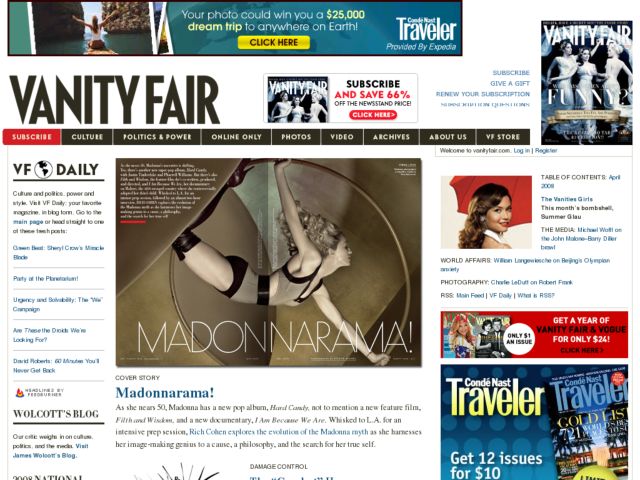 Your photo could win you a $25,000
dream trip to anywhere on Earth!
CLICK HERE
Condé Nast
Traveler
Provided By Expedia
VANITY FAIR
VANITY FAIR
SUBSCRIBE
AND SAVE 66%
OFF THE NEWSSTAND PRICE!
CLICK HERE>
SUBSCRIBE
GIVE A GIFT
RENEW YOUR SUBSCRIPTION
SUBSCRIPTION QUESTIONS
VANITY FAIR
SUBSCRIBE
CULTURE
POLITICS & POWER
ONLINE ONLY
PHOTOS
VIDEO
ARCHIVES
ABOUT US
VF STORE
Welcome to vanityfair.com. Log in | Register
VF DAILY
Culture and politics, power and
style. Visit VF Daily: your favorite
magazine, in blog form. Go to the
main page or head straight to one
of these fresh posts:
Green Beat: Sheryl Crow's Miracle
Blade
Party at the Planetarium!
Urgency and Solvability: The "We"
Campaign
Are These the Droids We're
Looking For?
David Roberts: 60 Minutes You'll
Never Get Back
HEADLINES BY
FEEDBURNER
WOLCOTT'S BLOG
Our critic weighs in on culture,
politics, and the media. Visit
James Wolcott's Blog.
2008 NATIONAL
MADONNARAMA!
COVER STORY
Madonnarama!
As she nears 50, Madonna has a new pop album, Hard Candy, not to mention a new feature film,
Filth and Wisdom, and a new documentary, I Am Because We Are. Whisked to L.A. for an
intensive prep session, Rich Cohen explores the evolution of the Madonna myth as she harnesses
her image-making genius to a cause, a philosophy, and the search for her true self.
DAMAGE CONTROL
TABLE OF CONTENTS: April
2008
The Vanities Girls
This month's bombshell,
Summer Glau
THE MEDIA: Michael Wolff on
the John Malone–Barry Diller
brawl
WORLD AFFAIRS: William Langewiesche on Beijing's Olympian
anxiety
PHOTOGRAPHY: Charlie LeDuff on Robert Frank
RSS: Main Feed | VF Daily | What is RSS?
ONLY $1
AN ISSUE
GET A YEAR OF
VANITY FAIR & VOGUE
FOR ONLY $24!
CLICK HERE
Condé Nast
Traveler
Get 12 issues
for $10
Condé Nast
Traveler
GOLD LIST